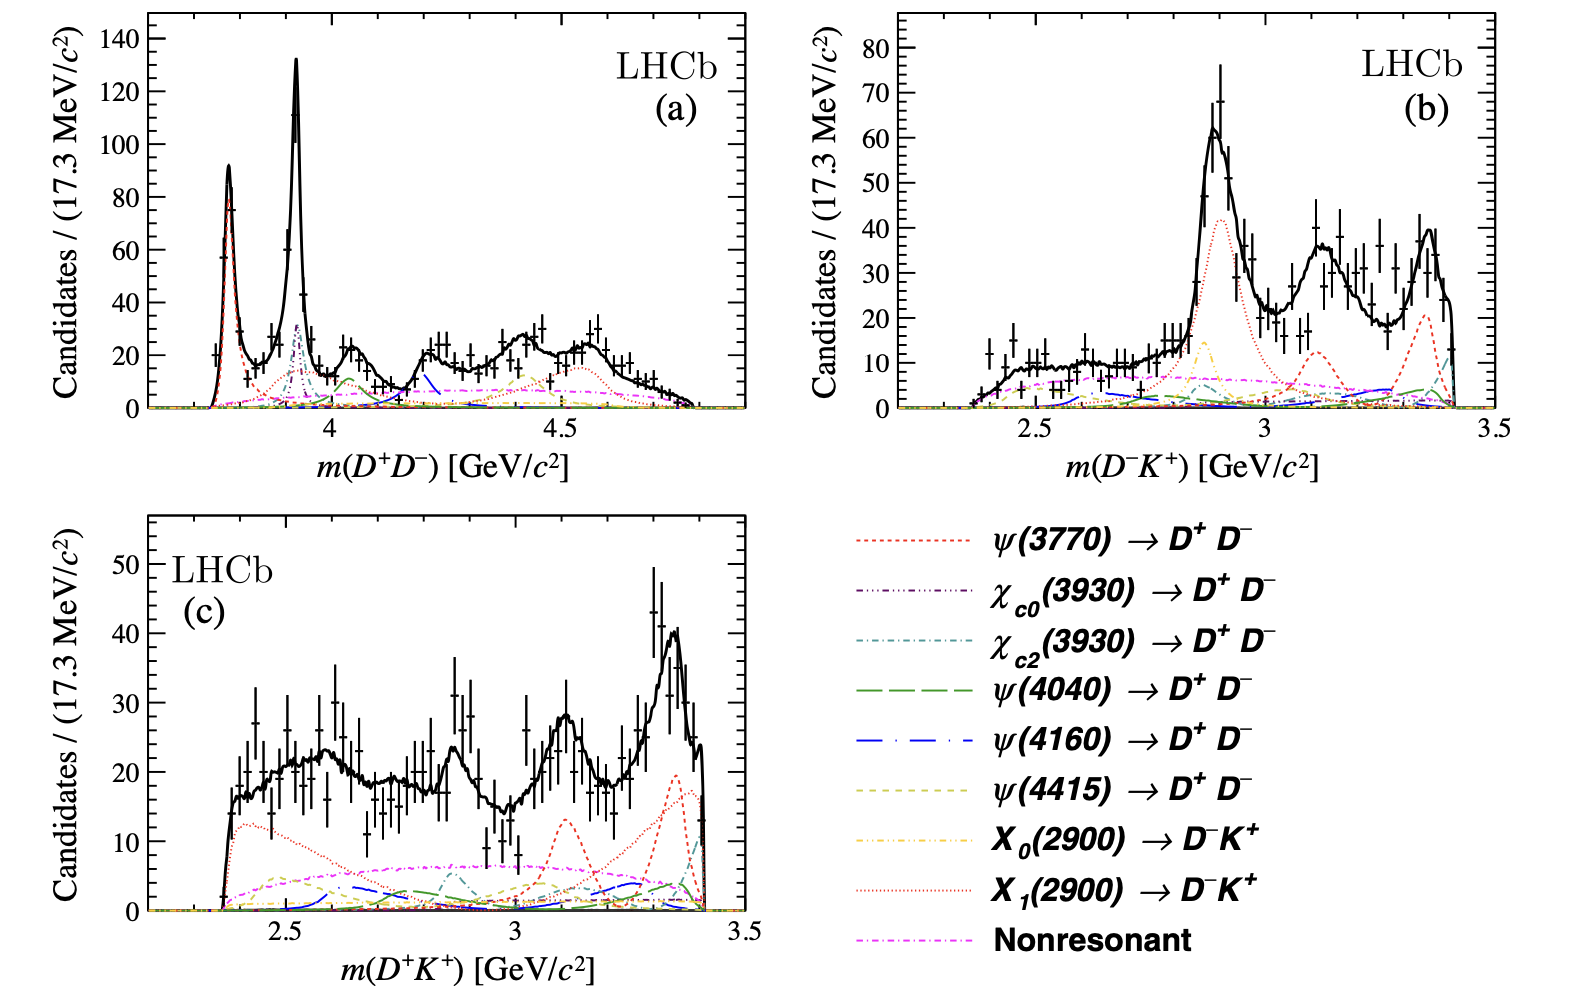 Candidates / (17.3 MeV/c²)
140
120
100
80
60
40
20
0
LHCb
(a)
4
4.5
m(D⁺D⁻) [GeV/c²]
Candidates / (17.3 MeV/c²)
80
70
60
50
40
30
20
10
0
LHCb
(b)
2.5
3
3.5
m(D⁻K⁺) [GeV/c²]
Candidates / (17.3 MeV/c²)
50
40
30
20
10
0
LHCb
(c)
2.5
3
3.5
m(D⁺K⁺) [GeV/c²]
ψ(3770) → D⁺ D⁻
χc0(3930) → D⁺ D⁻
χc2(3930) → D⁺ D⁻
ψ(4040) → D⁺ D⁻
ψ(4160) → D⁺ D⁻
ψ(4415) → D⁺ D⁻
X₀(2900) → D⁻K⁺
X₁(2900) → D⁻K⁺
Nonresonant